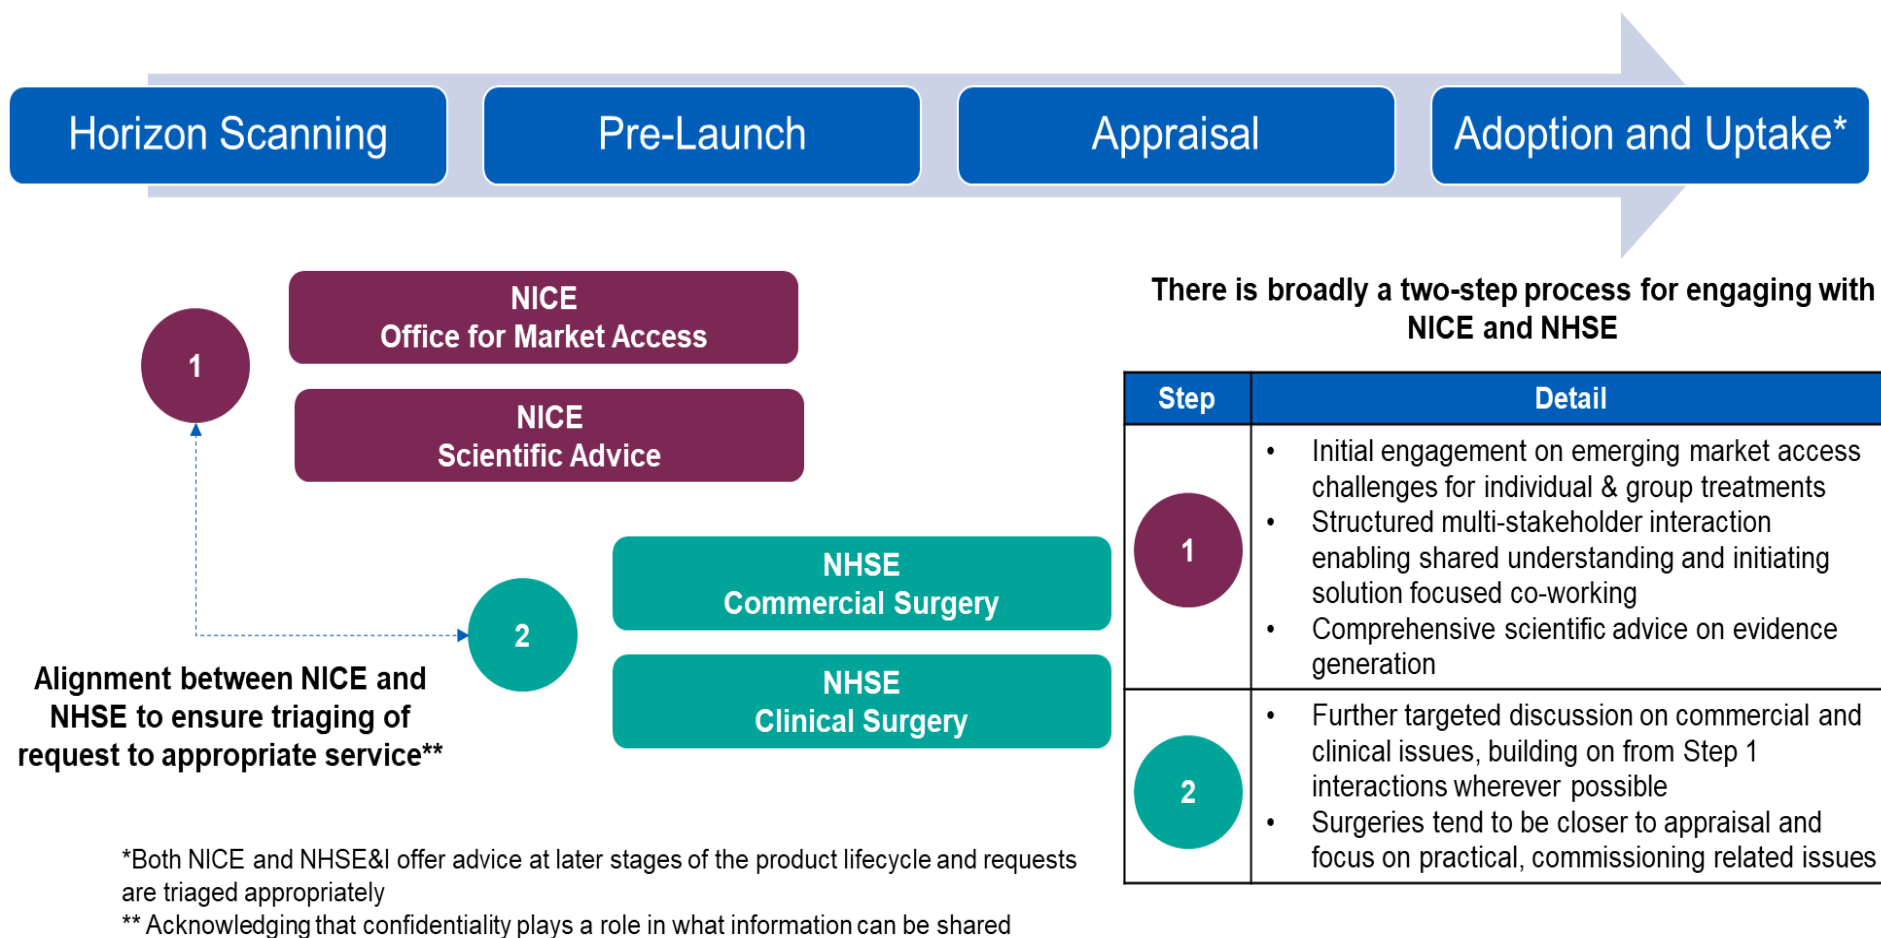 Horizon Scanning
Pre-Launch
Appraisal
Adoption and Uptake*
1
NICE
Office for Market Access
NICE
Scientific Advice
2
NHSE
Commercial Surgery
NHSE
Clinical Surgery
Alignment between NICE and
NHSE to ensure triaging of
request to appropriate service**
There is broadly a two-step process for engaging with
NICE and NHSE
Step
Detail
1
• Initial engagement on emerging market access
challenges for individual & group treatments
• Structured multi-stakeholder interaction
enabling shared understanding and initiating
solution focused co-working
• Comprehensive scientific advice on evidence
generation
2
• Further targeted discussion on commercial and
clinical issues, building on from Step 1
interactions wherever possible
• Surgeries tend to be closer to appraisal and
focus on practical, commissioning related issues
*Both NICE and NHSE&I offer advice at later stages of the product lifecycle and requests
are triaged appropriately
** Acknowledging that confidentiality plays a role in what information can be shared